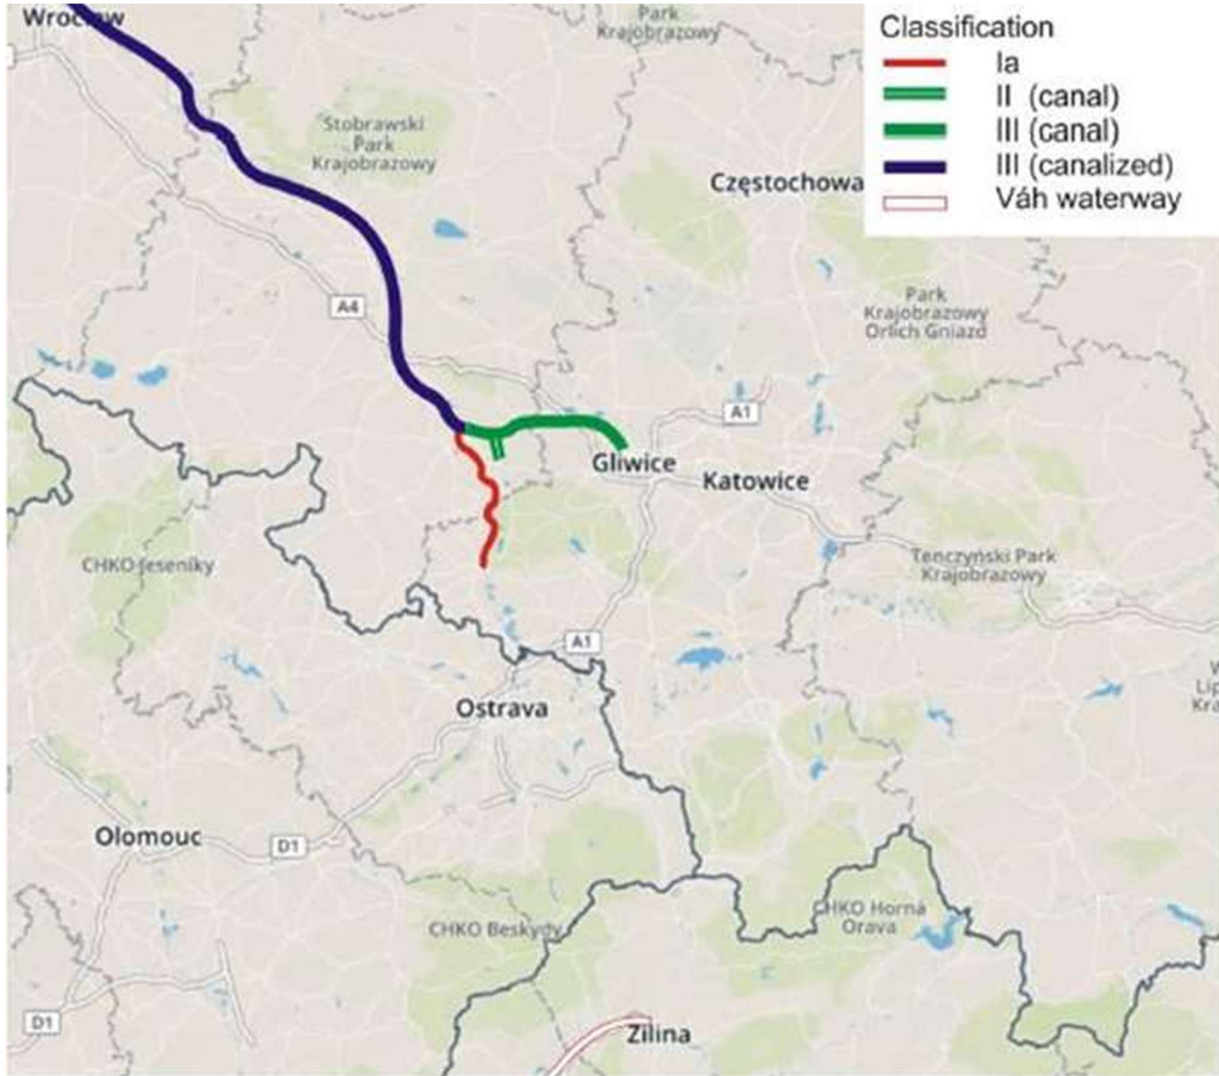 Wrocław
Park
Krajobrazowy
Classification
Ia
II (canal)
III (canal)
III (canalized)
Váh waterway
Stobrawski
Park
Krajobrazowy
Częstochowa
A4
Park
Krajobrazowy
Orlich Gniazd
A1
Gliwice
Katowice
CHKO Jeseníky
Tenczyński Park
Krajobrazowy
A1
W
Lip
Kra
Ostrava
Olomouc
D1
CHKO Beskydy
CHKO Horná
Orava
D1
Žilina